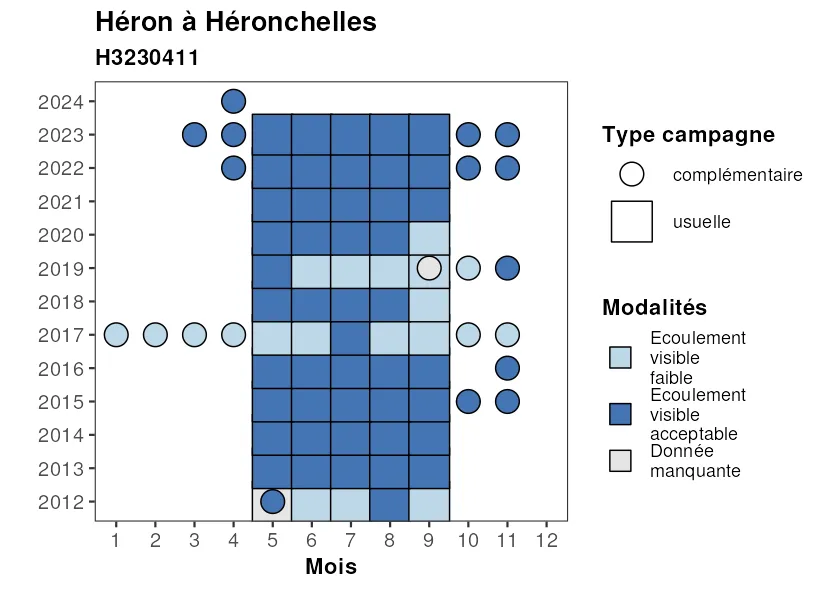 Héron à Héronchelles
H3230411
2024
2023
2022
2021
2020
2019
2018
2017
2016
2015
2014
2013
2012
1 2 3 4 5 6 7 8 9 10 11 12
Mois
Type campagne
complémentaire
usuelle
Modalités
Ecoulement
visible
faible
Ecoulement
visible
acceptable
Donnée
manquante